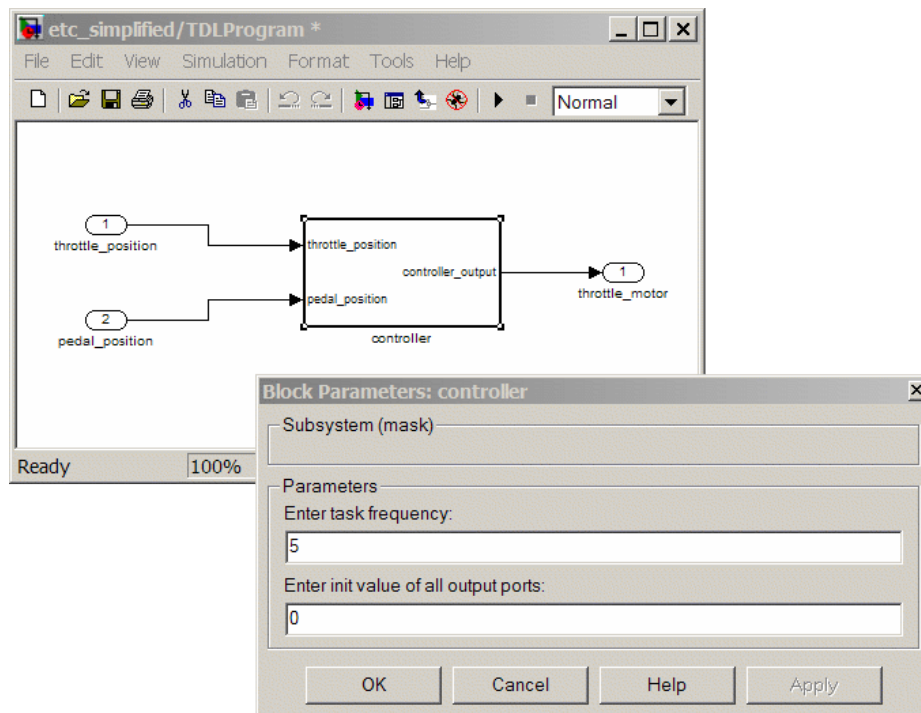 etc_simplified/TDLProgram *
File Edit View Simulation Format Tools Help
Normal
1
throttle_position
throttle_position
controller_output
1
throttle_motor
2
pedal_position
pedal_position
controller
Ready 100%
Block Parameters: controller
Subsystem (mask)
Parameters
Enter task frequency:
5
Enter init value of all output ports:
0
OK Cancel Help Apply